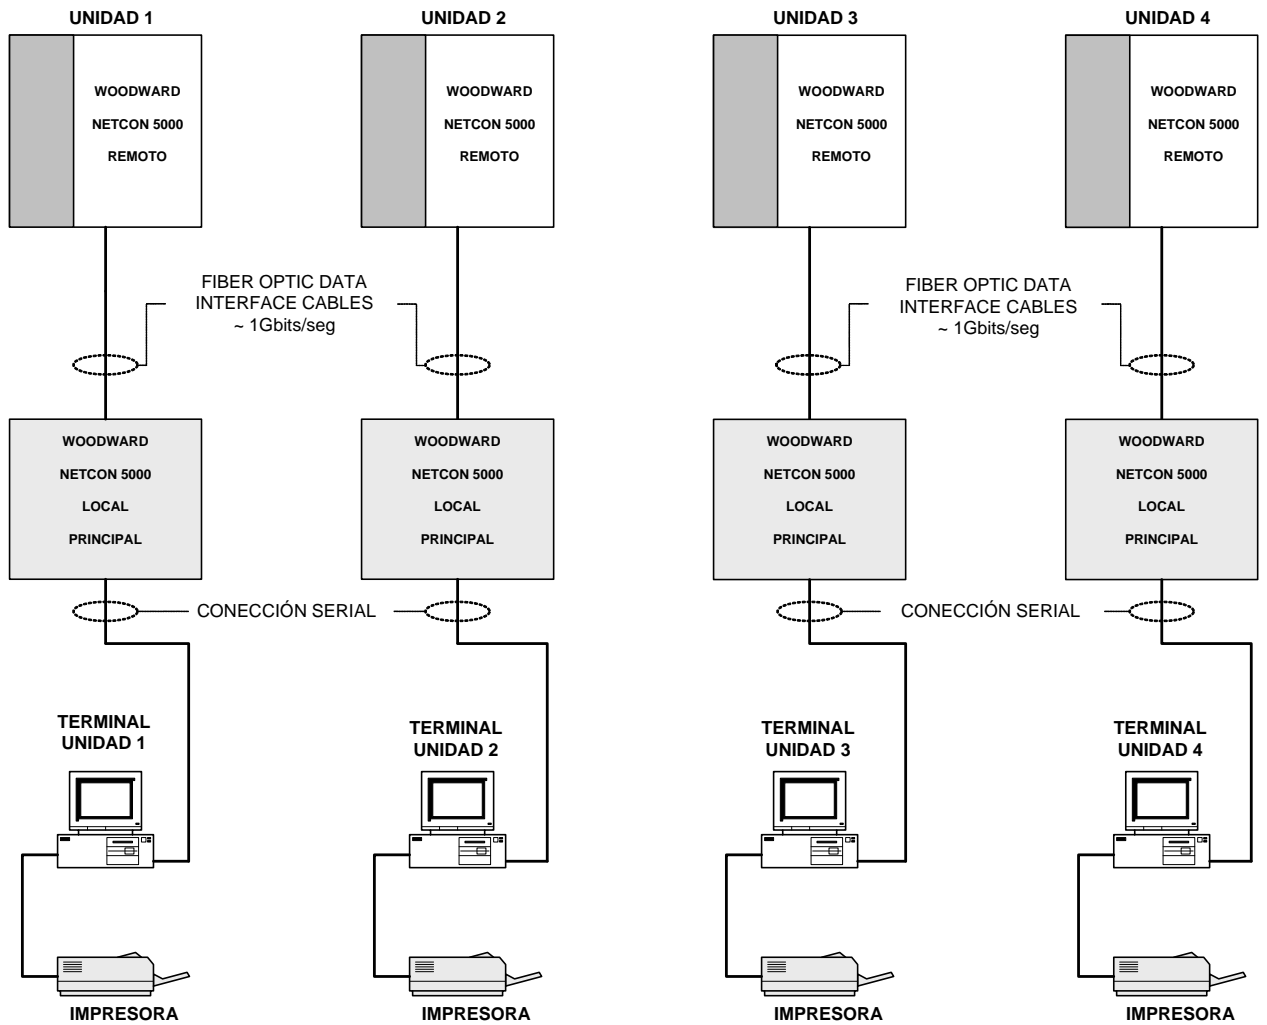 UNIDAD 1
UNIDAD 2
UNIDAD 3
UNIDAD 4
WOODWARD
NETCON 5000
REMOTO
WOODWARD
NETCON 5000
REMOTO
WOODWARD
NETCON 5000
REMOTO
WOODWARD
NETCON 5000
REMOTO
FIBER OPTIC DATA
INTERFACE CABLES
~ 1Gbits/seg
FIBER OPTIC DATA
INTERFACE CABLES
~ 1Gbits/seg
WOODWARD
NETCON 5000
LOCAL
PRINCIPAL
WOODWARD
NETCON 5000
LOCAL
PRINCIPAL
WOODWARD
NETCON 5000
LOCAL
PRINCIPAL
WOODWARD
NETCON 5000
LOCAL
PRINCIPAL
CONECCIÓN SERIAL
CONECCIÓN SERIAL
TERMINAL
UNIDAD 1
TERMINAL
UNIDAD 2
TERMINAL
UNIDAD 3
TERMINAL
UNIDAD 4
IMPRESORA
IMPRESORA
IMPRESORA
IMPRESORA